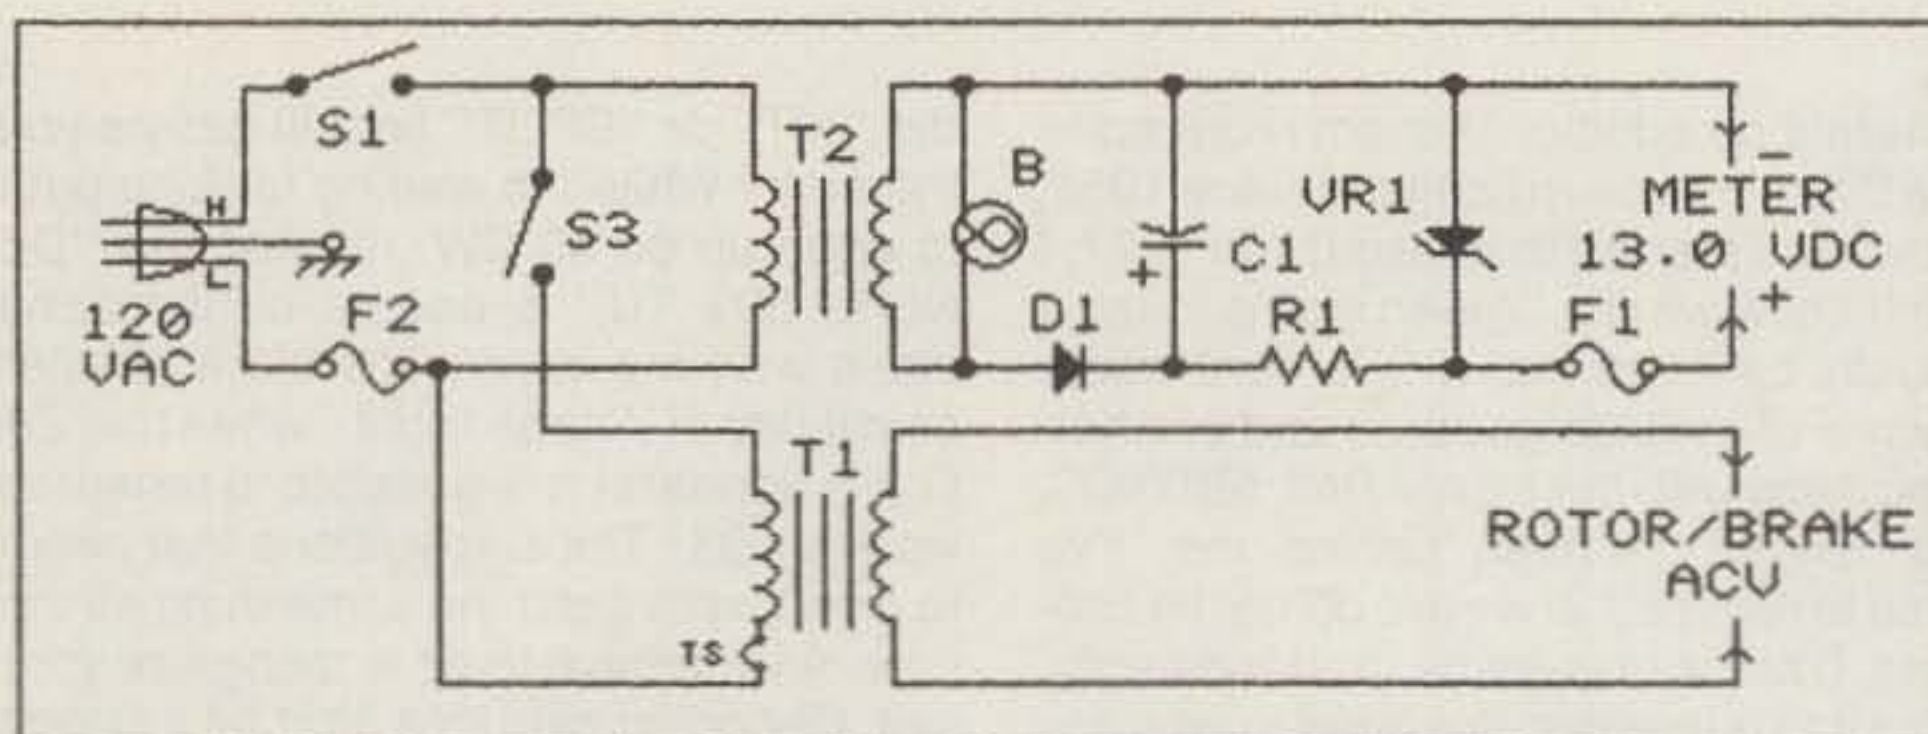 S1
T2
B
VR1
−
METER
13.0 VDC
+
H
L
S3
+
C1
120
VAC
F2
D1
R1
F1
T1
ROTOR/BRAKE
ACV
TS